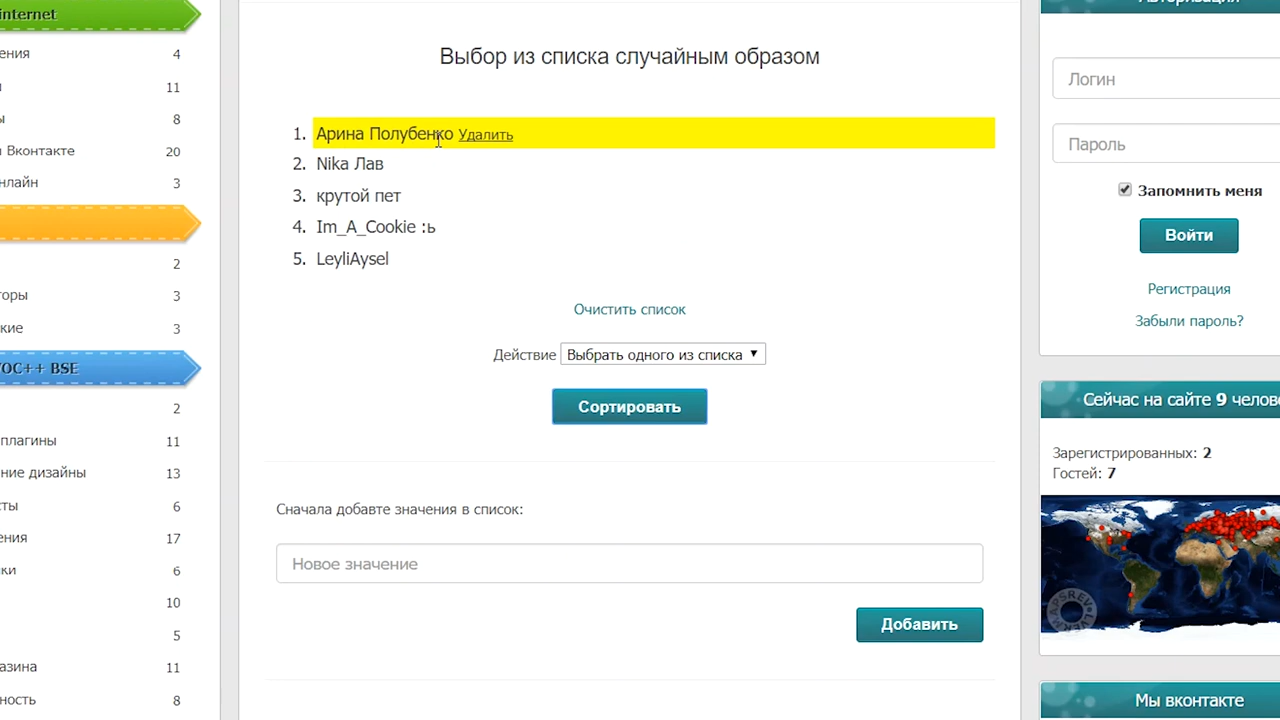 internet
ения 4
11
8
Вконтакте 20
нлайн 3
2
торы 3
кие 3
УОС++ BSE
2
плагины 11
ние дизайны 13
6
ения 17
ки 6
10
5
азина 11
ность 8
Выбор из списка случайным образом
1. Арина Полубенко Удалить
2. Nika Лав
3. крутой пет
4. Im_A_Cookie :ь
5. LeyliAysel
Очистить список
Действие Выбрать одного из списка
Сортировать
Сначала добавте значения в список:
Новое значение
Добавить
Логин
Пароль
Запомнить меня
Войти
Регистрация
Забыли пароль?
Сейчас на сайте 9 челове
Зарегистрированных: 2
Гостей: 7
Мы вконтакте